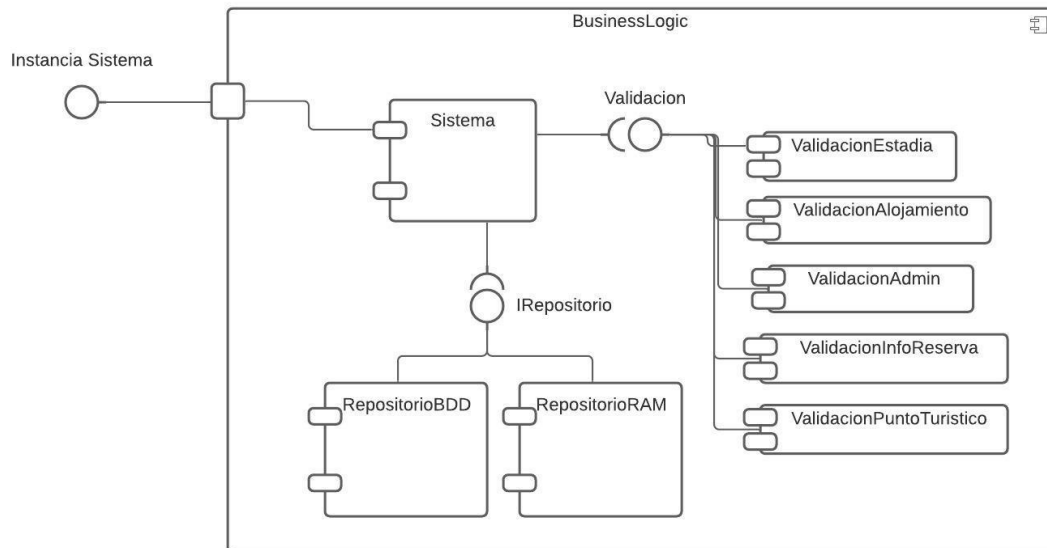 BusinessLogic
Instancia Sistema
Validacion
Sistema
ValidacionEstadia
ValidacionAlojamiento
ValidacionAdmin
IRepositorio
ValidacionInfoReserva
RepositorioBDD
RepositorioRAM
ValidacionPuntoTuristico